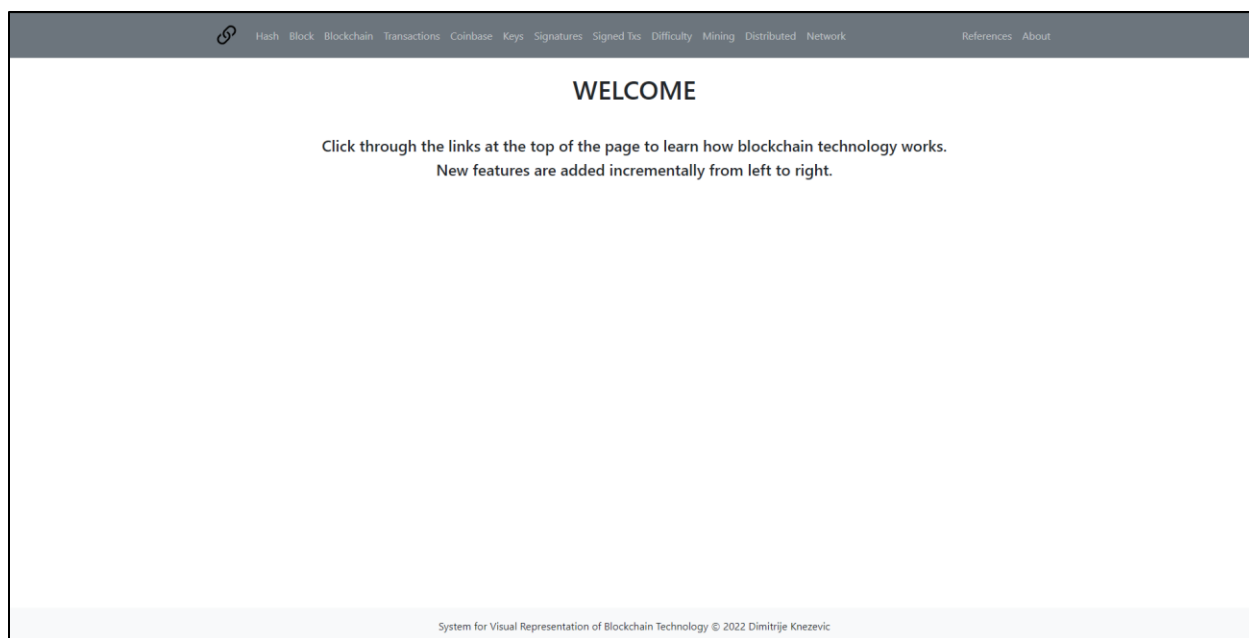 Hash Block Blockchain Transactions Coinbase Keys Signatures Signed Txs Difficulty Mining Distributed Network References About
WELCOME
Click through the links at the top of the page to learn how blockchain technology works.
New features are added incrementally from left to right.
System for Visual Representation of Blockchain Technology © 2022 Dimitrije Knezevic